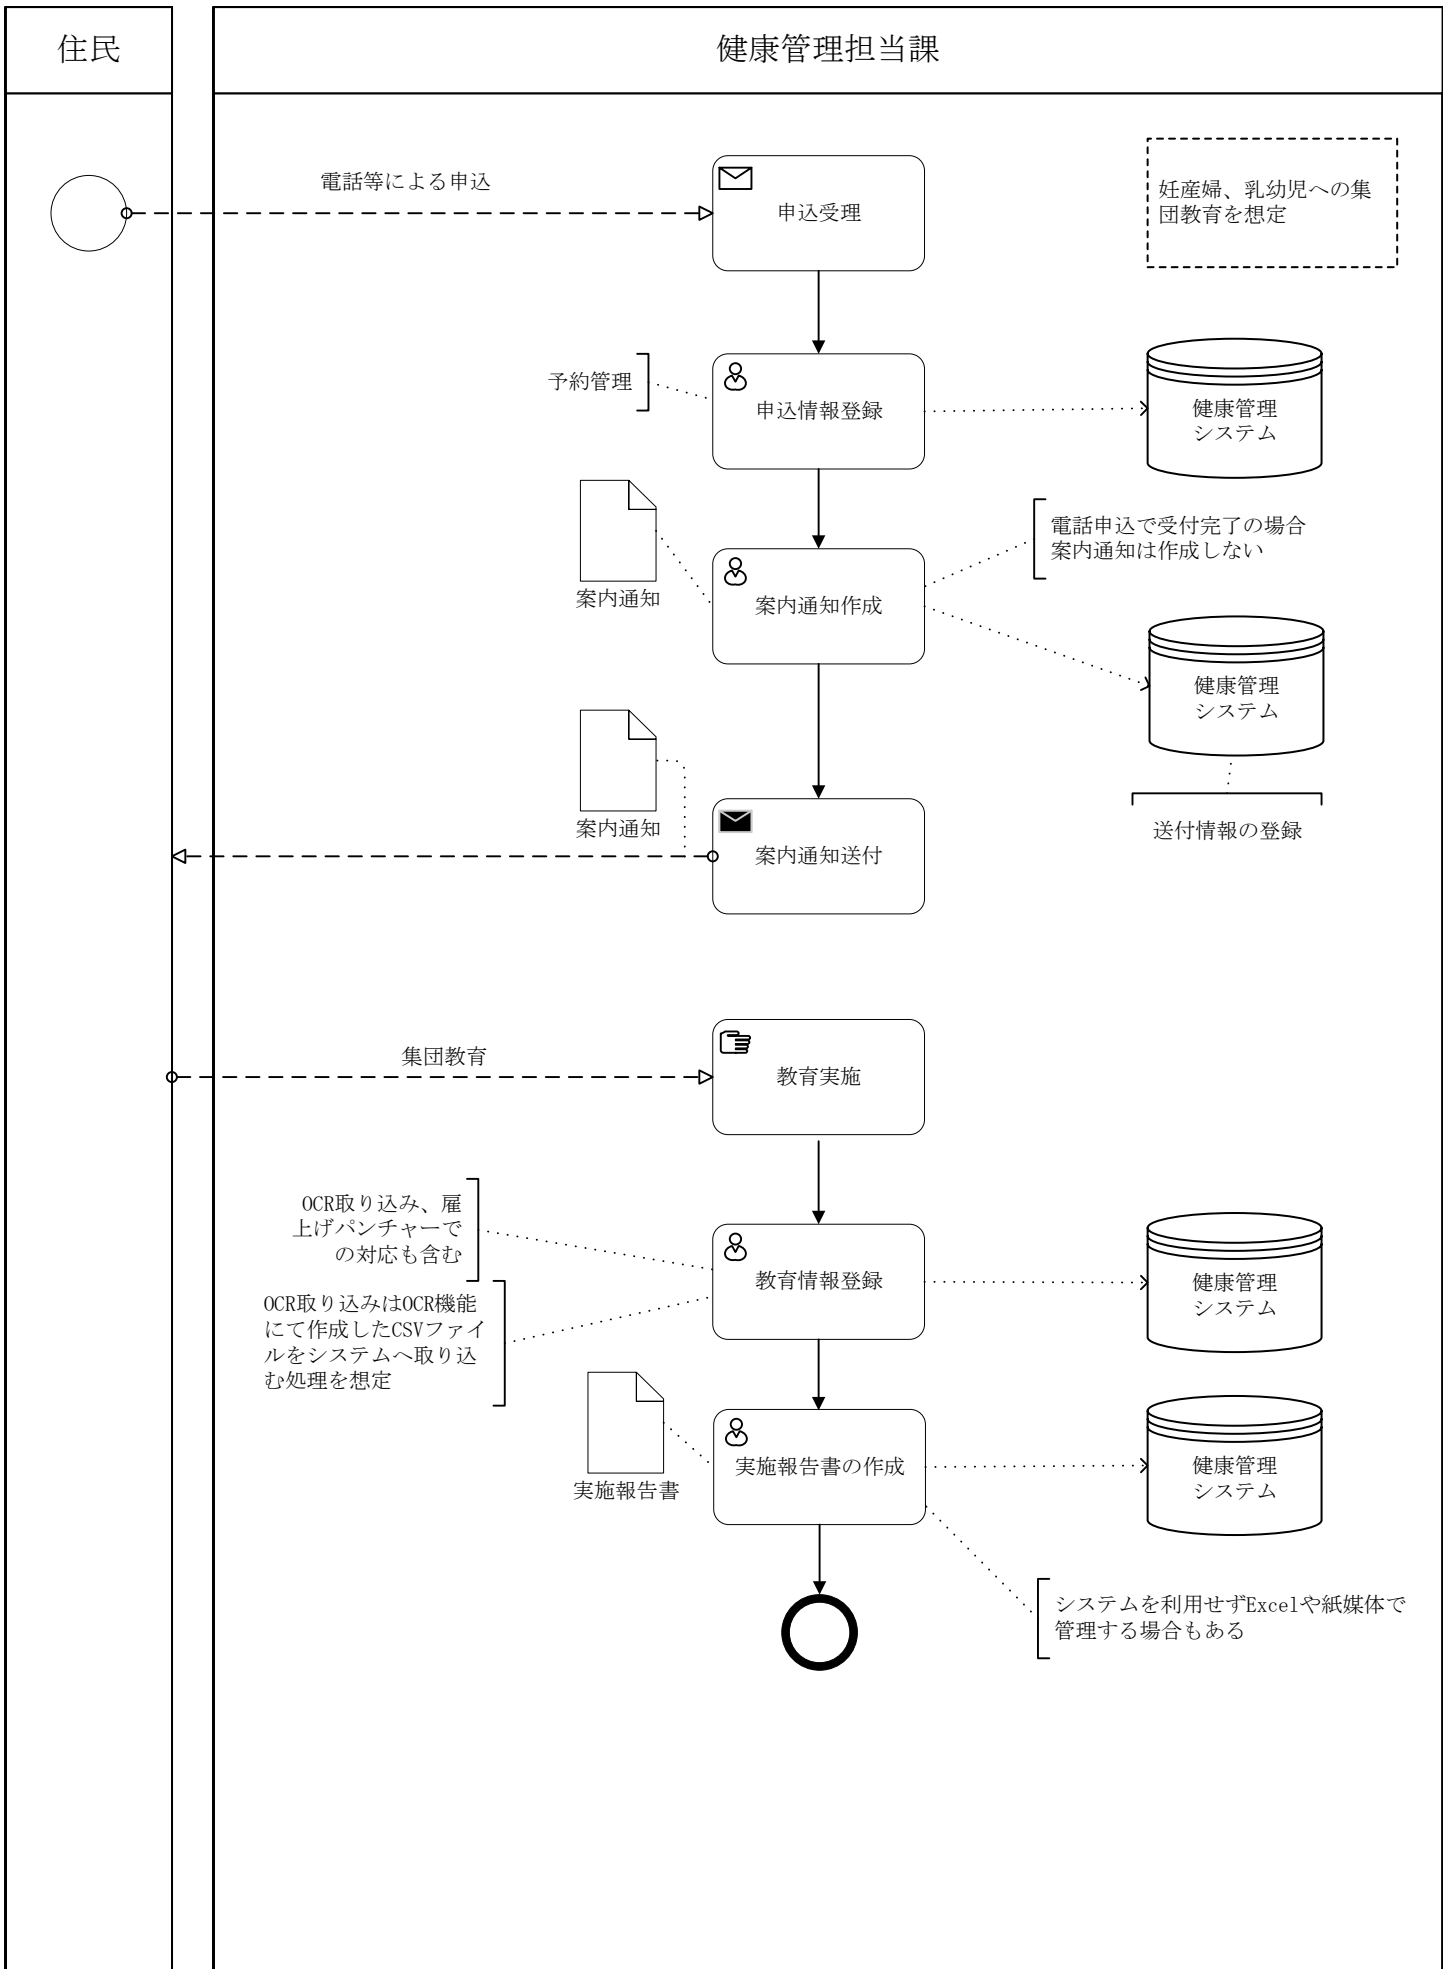 住民
健康管理担当課
電話等による申込
申込受理
妊産婦、乳幼児への集
団教育を想定
予約管理
申込情報登録
健康管理
システム
案内通知
案内通知作成
電話申込で受付完了の場合
案内通知は作成しない
健康管理
システム
送付情報の登録
案内通知
案内通知送付
集団教育
教育実施
OCR取り込み、雇
上げパンチャーで
の対応も含む
OCR取り込みはOCR機能
にて作成したCSVファイ
ルをシステムへ取り込
む処理を想定
教育情報登録
健康管理
システム
実施報告書
実施報告書の作成
健康管理
システム
システムを利用せずExcelや紙媒体で
管理する場合もある